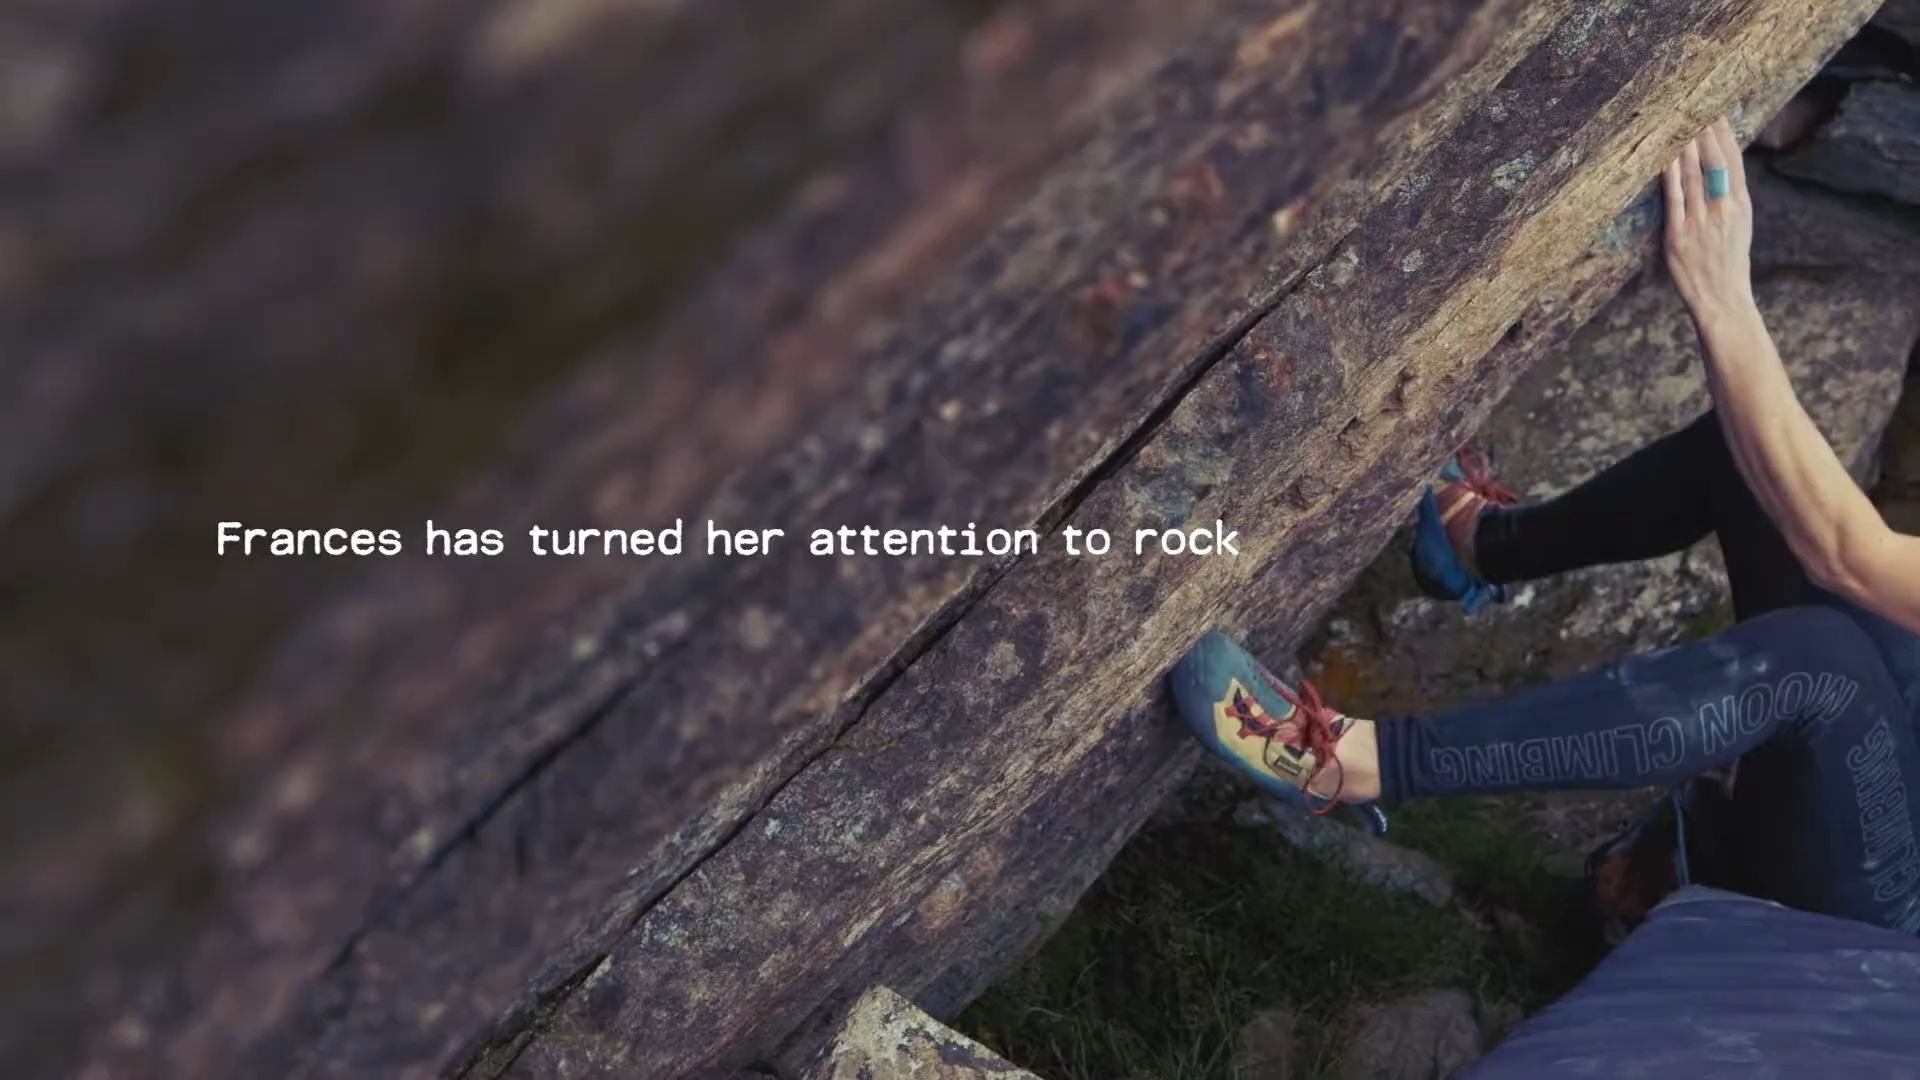 Frances has turned her attention to rock
MOON CLIMBING
CLIMBING